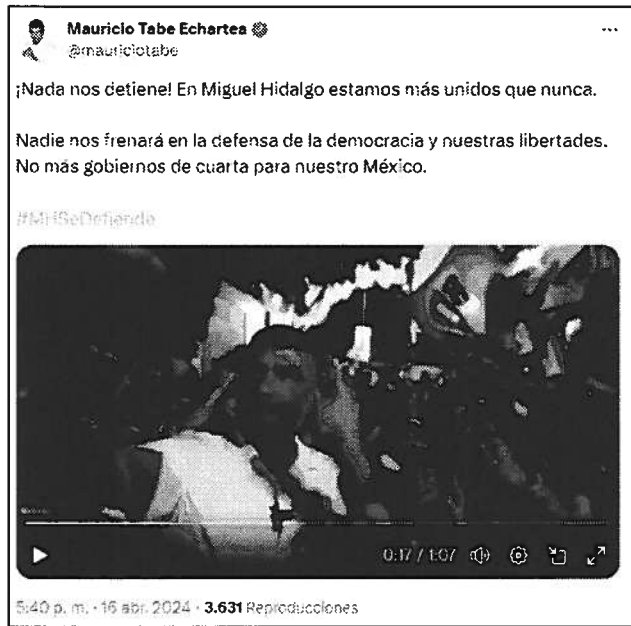 Mauricio Tabe Echartea
@mauriciotabe
¡Nada nos detiene! En Miguel Hidalgo estamos más unidos que nunca.
Nadie nos frenará en la defensa de la democracia y nuestras libertades.
No más gobiernos de cuarta para nuestro México.
#MHSeDefiende
0:17 / 1:07
5:40 p. m. · 16 abr. 2024 · 3.631 Reproducciones